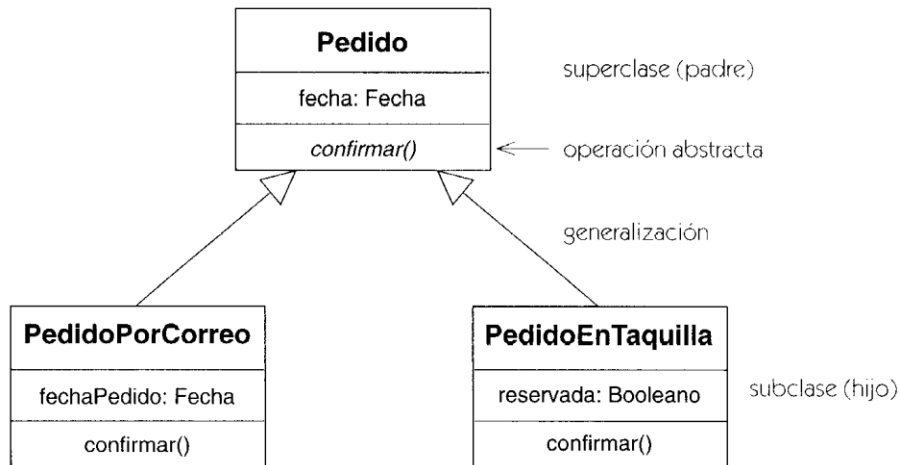 Pedido
superclase (padre)
fecha: Fecha
confirmar()
operación abstracta
generalización
PedidoPorCorreo
PedidoEnTaquilla
fechaPedido: Fecha
reservada: Booleano
subclase (hijo)
confirmar()
confirmar()